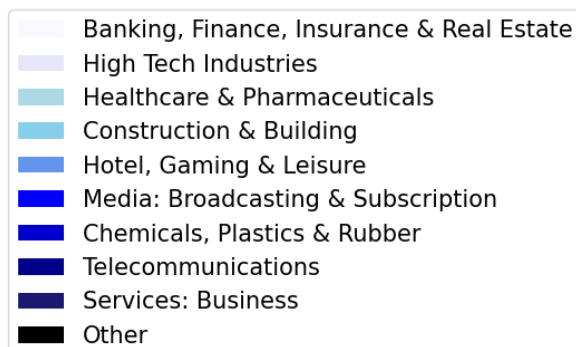 Banking, Finance, Insurance & Real Estate
High Tech Industries
Healthcare & Pharmaceuticals
Construction & Building
Hotel, Gaming & Leisure
Media: Broadcasting & Subscription
Chemicals, Plastics & Rubber
Telecommunications
Services: Business
Other